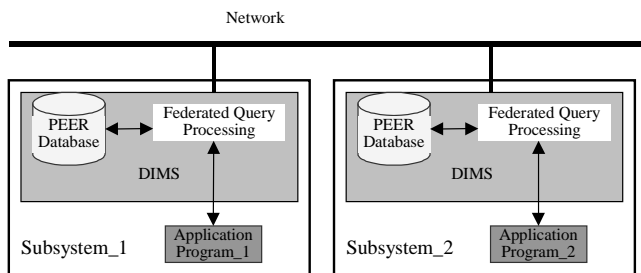 Network
PEER
Database
Federated Query
Processing
DIMS
Subsystem_1
Application
Program_1
PEER
Database
Federated Query
Processing
DIMS
Subsystem_2
Application
Program_2